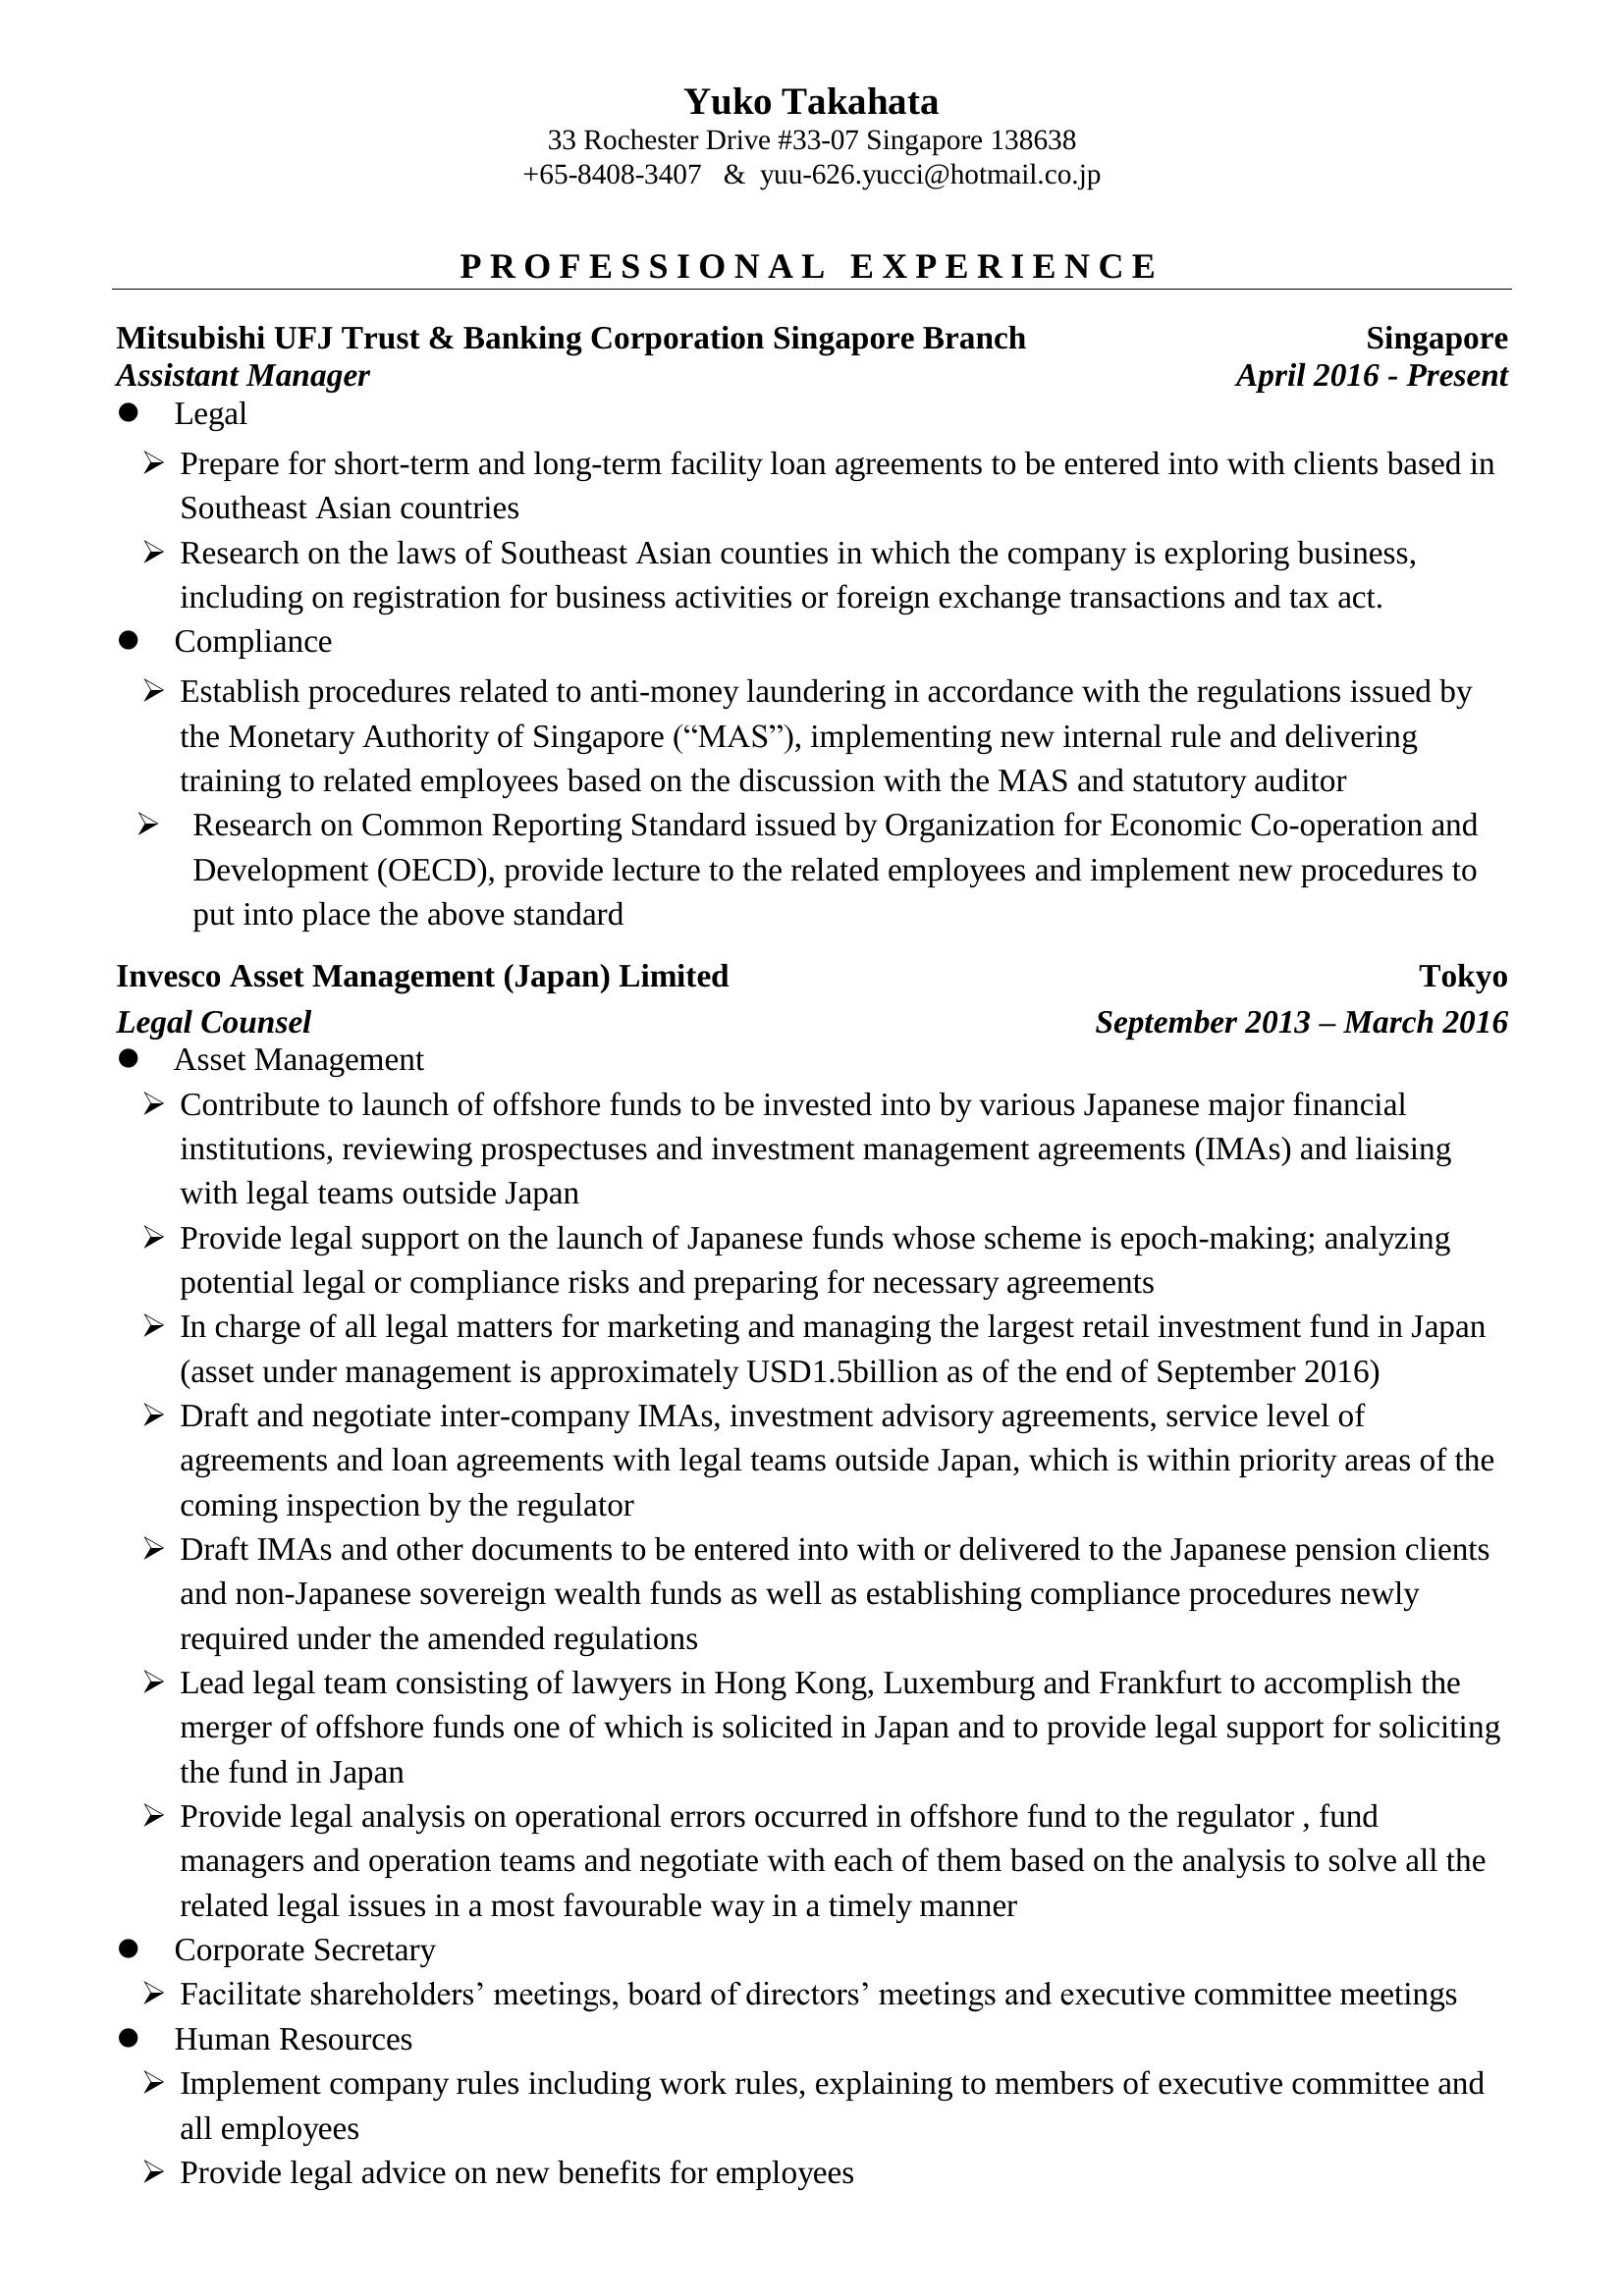 Yuko Takahata
33 Rochester Drive #33-07 Singapore 138638
+65-8408-3407 & yuu-626.yucci@hotmail.co.jp
PROFESSIONAL EXPERIENCE
Mitsubishi UFJ Trust & Banking Corporation Singapore Branch Singapore
Assistant Manager April 2016 - Present
● Legal
➢ Prepare for short-term and long-term facility loan agreements to be entered into with clients based in
Southeast Asian countries
➢ Research on the laws of Southeast Asian counties in which the company is exploring business,
including on registration for business activities or foreign exchange transactions and tax act.
● Compliance
➢ Establish procedures related to anti-money laundering in accordance with the regulations issued by
the Monetary Authority of Singapore (“MAS”), implementing new internal rule and delivering
training to related employees based on the discussion with the MAS and statutory auditor
➢ Research on Common Reporting Standard issued by Organization for Economic Co-operation and
Development (OECD), provide lecture to the related employees and implement new procedures to
put into place the above standard
Invesco Asset Management (Japan) Limited Tokyo
Legal Counsel September 2013 – March 2016
● Asset Management
➢ Contribute to launch of offshore funds to be invested into by various Japanese major financial
institutions, reviewing prospectuses and investment management agreements (IMAs) and liaising
with legal teams outside Japan
➢ Provide legal support on the launch of Japanese funds whose scheme is epoch-making; analyzing
potential legal or compliance risks and preparing for necessary agreements
➢ In charge of all legal matters for marketing and managing the largest retail investment fund in Japan
(asset under management is approximately USD1.5billion as of the end of September 2016)
➢ Draft and negotiate inter-company IMAs, investment advisory agreements, service level of
agreements and loan agreements with legal teams outside Japan, which is within priority areas of the
coming inspection by the regulator
➢ Draft IMAs and other documents to be entered into with or delivered to the Japanese pension clients
and non-Japanese sovereign wealth funds as well as establishing compliance procedures newly
required under the amended regulations
➢ Lead legal team consisting of lawyers in Hong Kong, Luxemburg and Frankfurt to accomplish the
merger of offshore funds one of which is solicited in Japan and to provide legal support for soliciting
the fund in Japan
➢ Provide legal analysis on operational errors occurred in offshore fund to the regulator , fund
managers and operation teams and negotiate with each of them based on the analysis to solve all the
related legal issues in a most favourable way in a timely manner
● Corporate Secretary
➢ Facilitate shareholders’ meetings, board of directors’ meetings and executive committee meetings
● Human Resources
➢ Implement company rules including work rules, explaining to members of executive committee and
all employees
➢ Provide legal advice on new benefits for employees